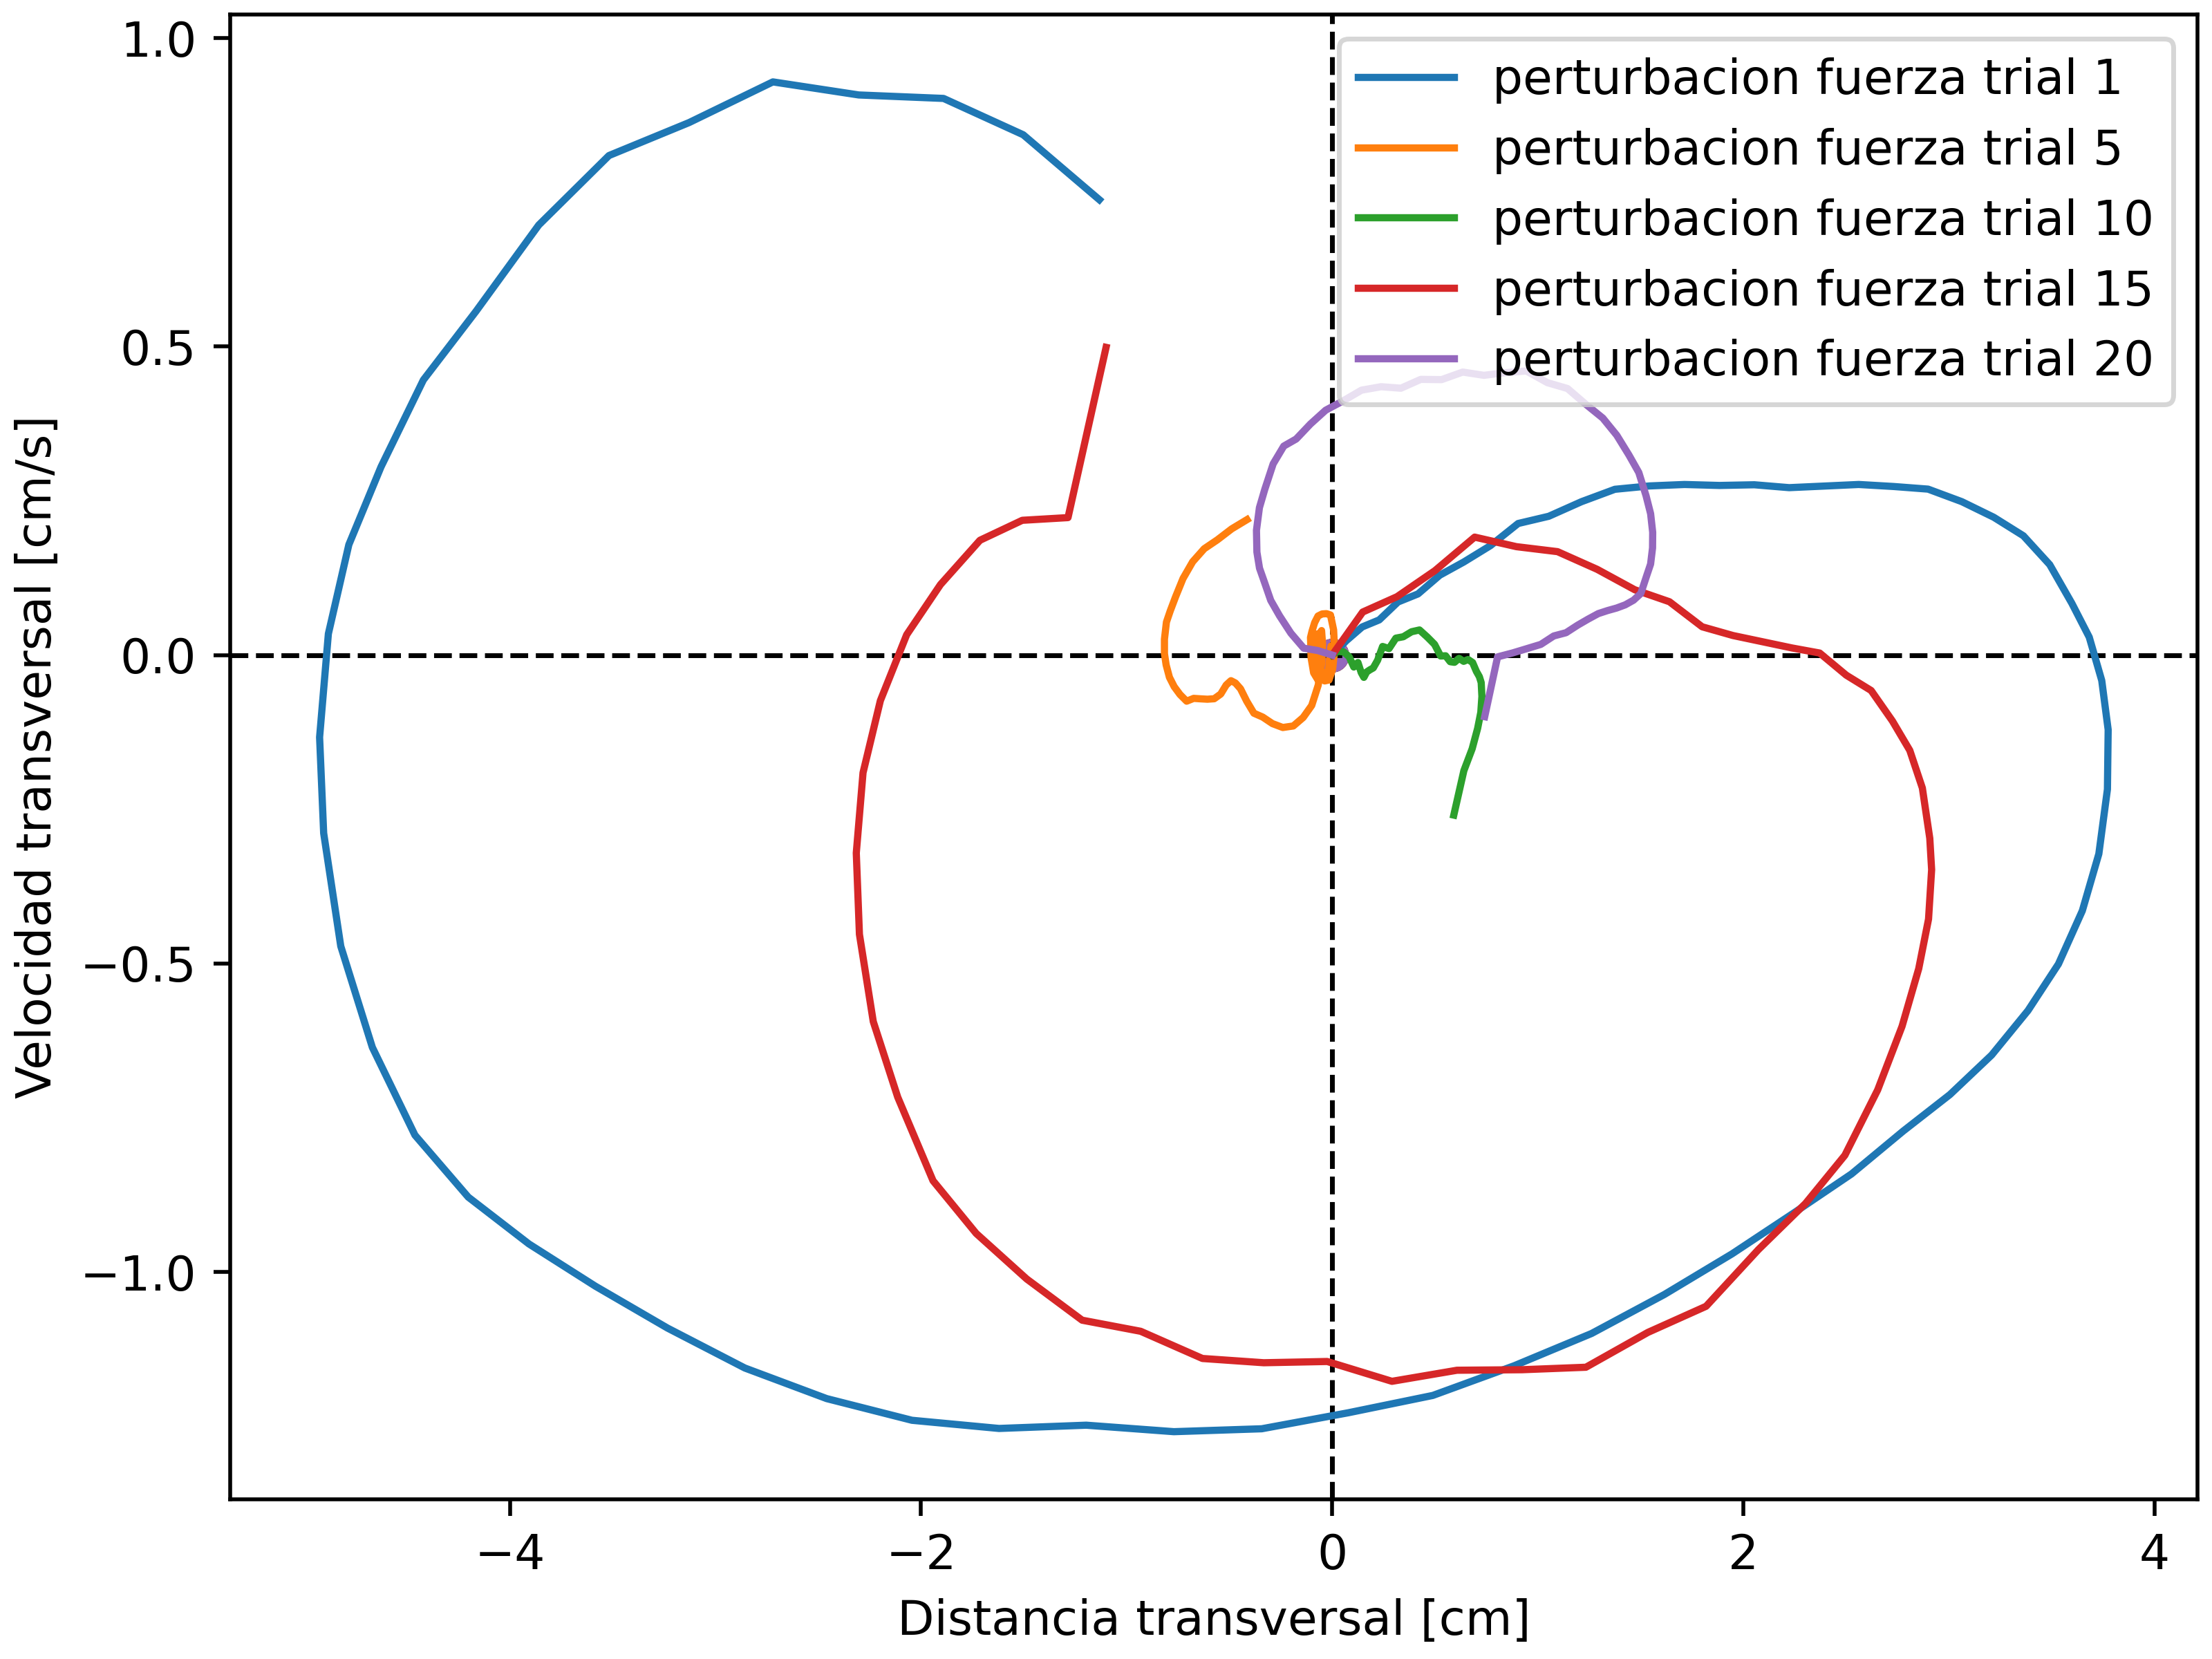 perturbacion fuerza trial 1
perturbacion fuerza trial 5
perturbacion fuerza trial 10
perturbacion fuerza trial 15
perturbacion fuerza trial 20
1.0
0.5
0.0
−0.5
−1.0
Velocidad transversal [cm/s]
−4 −2 0 2 4
Distancia transversal [cm]